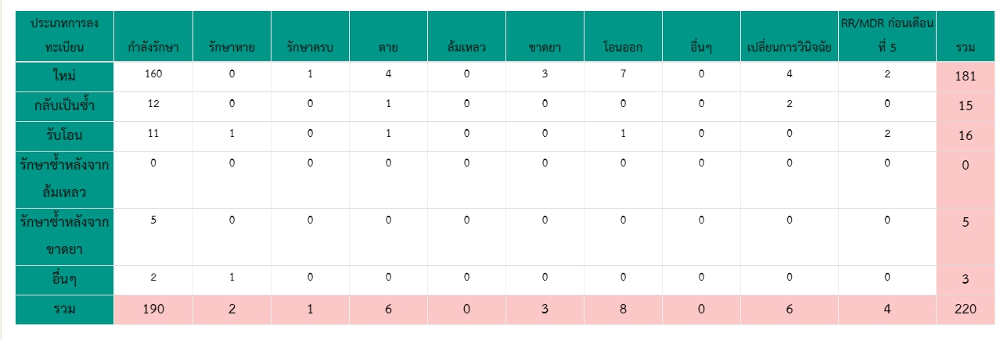 ประเภทการลงทะเบียน กำลังรักษา รักษาหาย รักษาครบ ตาย ล้มเหลว ขาดยา โอนออก อื่นๆ เปลี่ยนการวินิจฉัย RR/MDR ก่อนเดือนที่ 5 รวม
ใหม่ 160 0 1 4 0 3 7 0 4 2 181
กลับเป็นซ้ำ 12 0 0 1 0 0 0 0 2 0 15
รับโอน 11 1 0 1 0 0 1 0 0 2 16
รักษาซ้ำหลังจากล้มเหลว 0 0 0 0 0 0 0 0 0 0 0
รักษาซ้ำหลังจากขาดยา 5 0 0 0 0 0 0 0 0 0 5
อื่นๆ 2 1 0 0 0 0 0 0 0 0 3
รวม 190 2 1 6 0 3 8 0 6 4 220